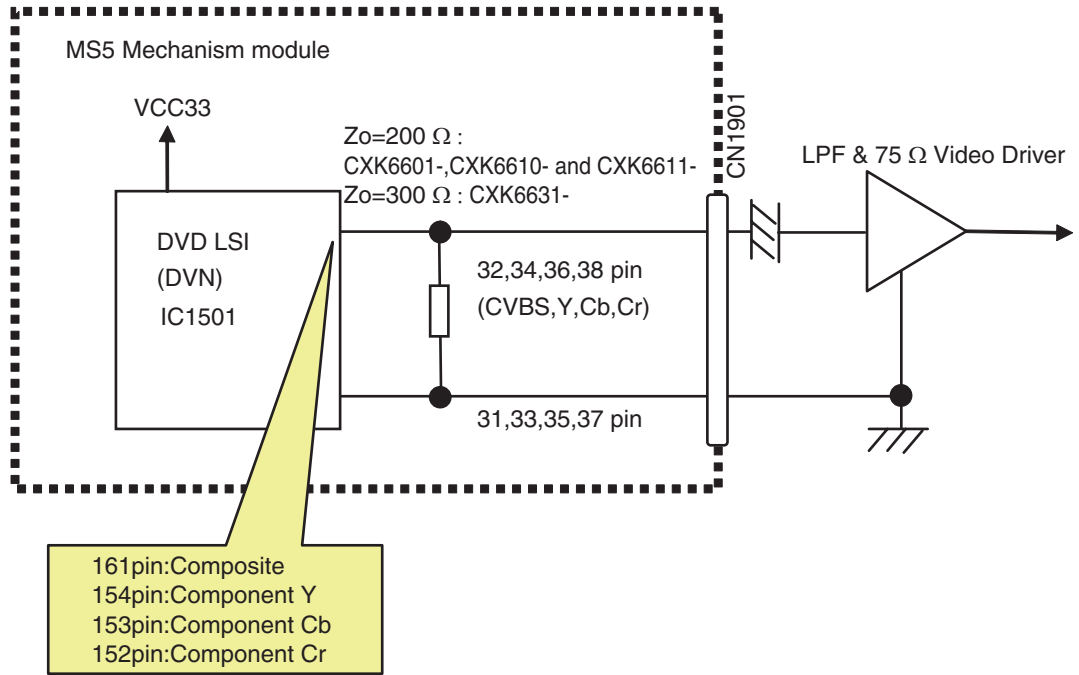 MS5 Mechanism module
VCC33
Zo=200 Ω :
CXK6601-,CXK6610- and CXK6611-
Zo=300 Ω : CXK6631-
CN1901
LPF & 75 Ω Video Driver
DVD LSI
(DVN)
IC1501
32,34,36,38 pin
(CVBS,Y,Cb,Cr)
31,33,35,37 pin
161pin:Composite
154pin:Component Y
153pin:Component Cb
152pin:Component Cr